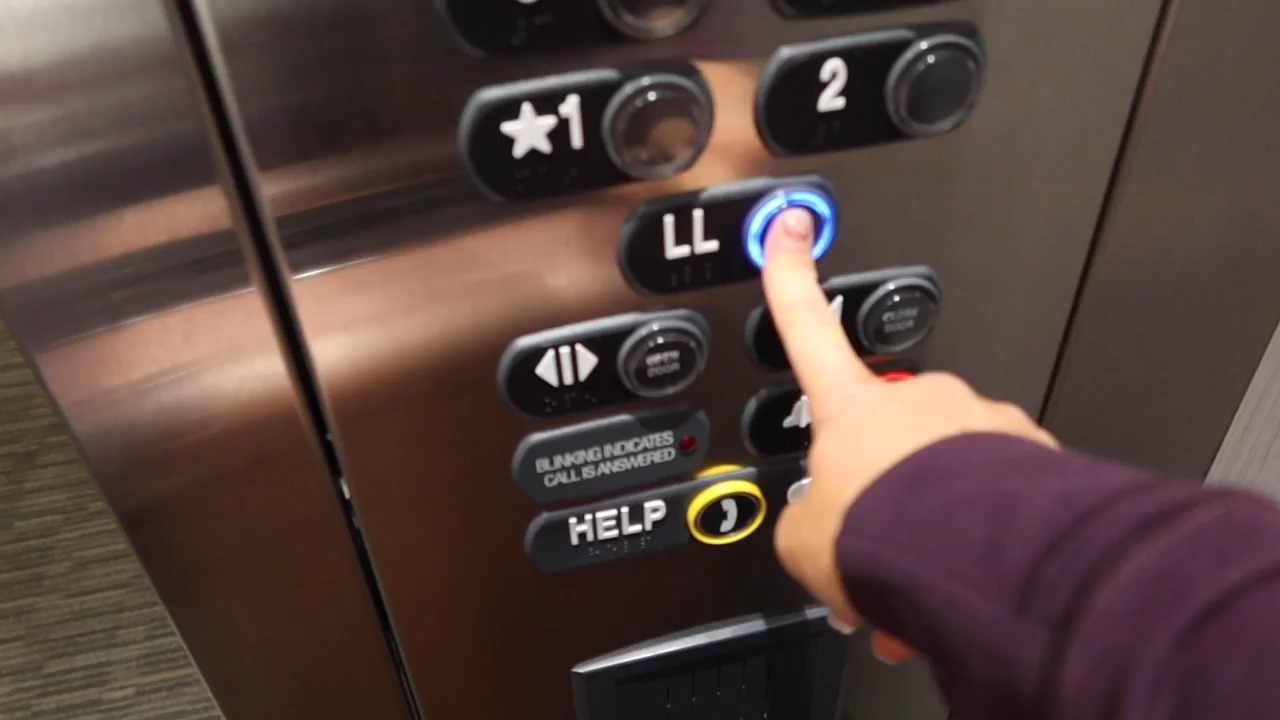 ★1
2
LL
OPEN
DOOR
CLOSE
DOOR
BLINKING INDICATES
CALL IS ANSWERED
HELP